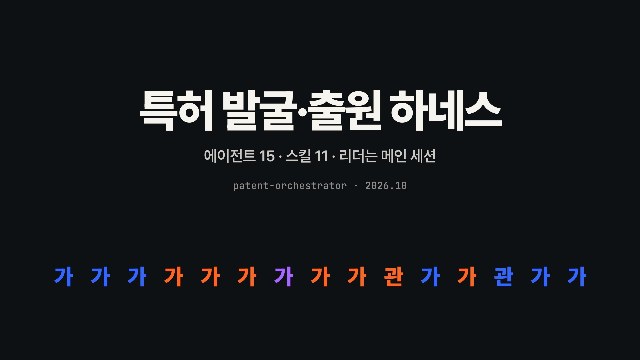 특허 발굴·출원 하네스
에이전트 15 · 스킬 11 · 리더는 메인 세션
patent-orchestrator · 2026.10
가 가 가 가 가 가 가 가 가 관 가 가 관 가 가